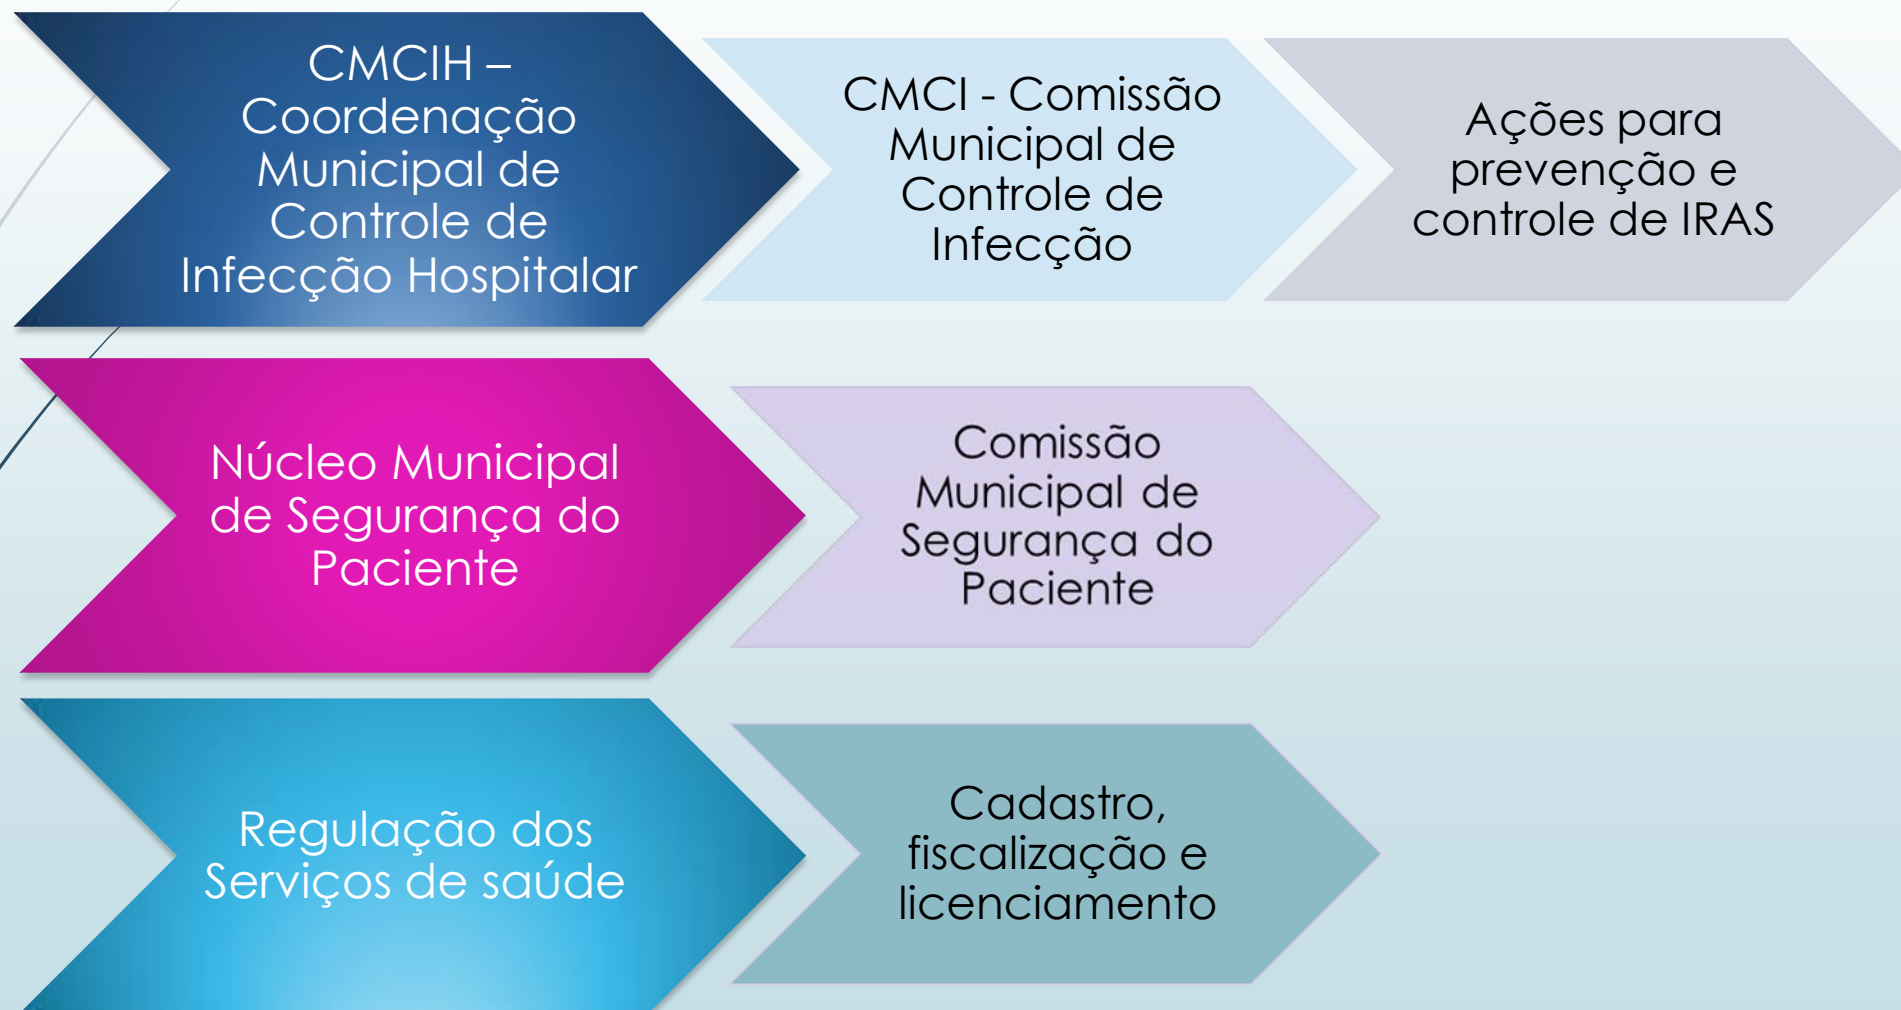 CMCIH –
Coordenação
Municipal de
Controle de
Infecção Hospitalar
CMCI - Comissão
Municipal de
Controle de
Infecção
Ações para
prevenção e
controle de IRAS
Núcleo Municipal
de Segurança do
Paciente
Comissão
Municipal de
Segurança do
Paciente
Regulação dos
Serviços de saúde
Cadastro,
fiscalização e
licenciamento